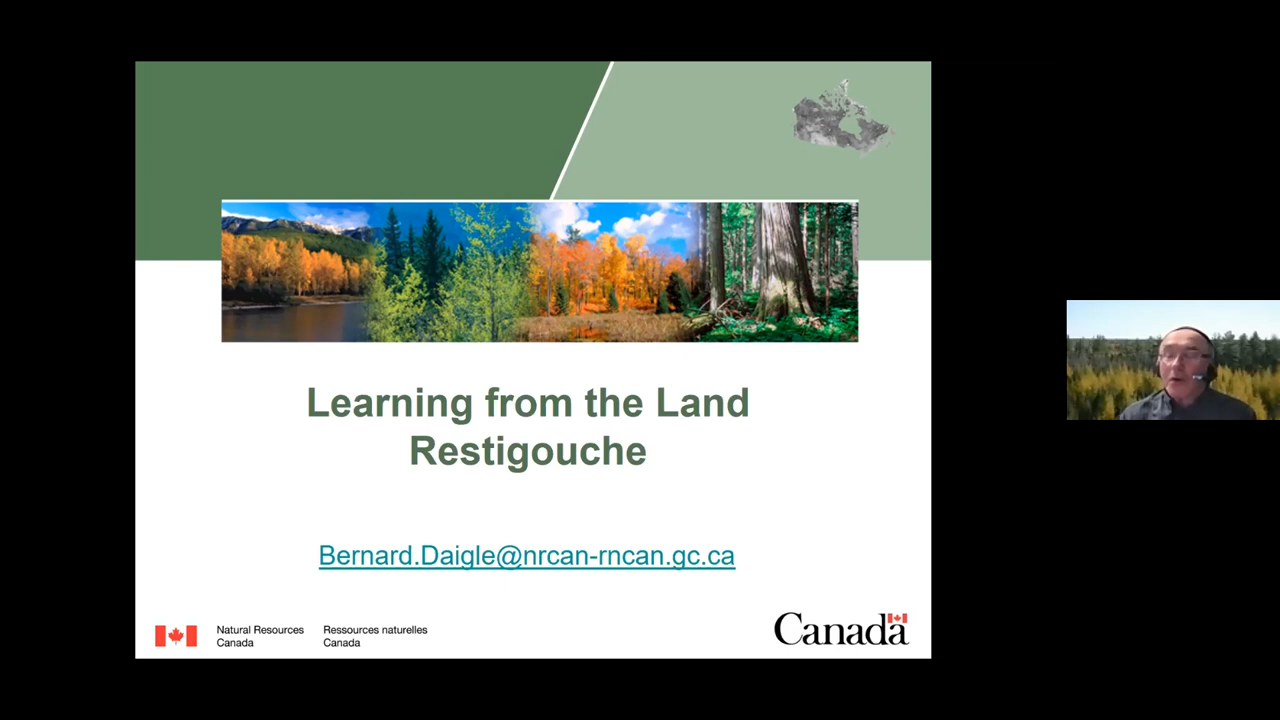 Learning from the Land
Restigouche
Bernard.Daigle@nrcan-rncan.gc.ca
Natural Resources
Canada
Ressources naturelles
Canada
Canada